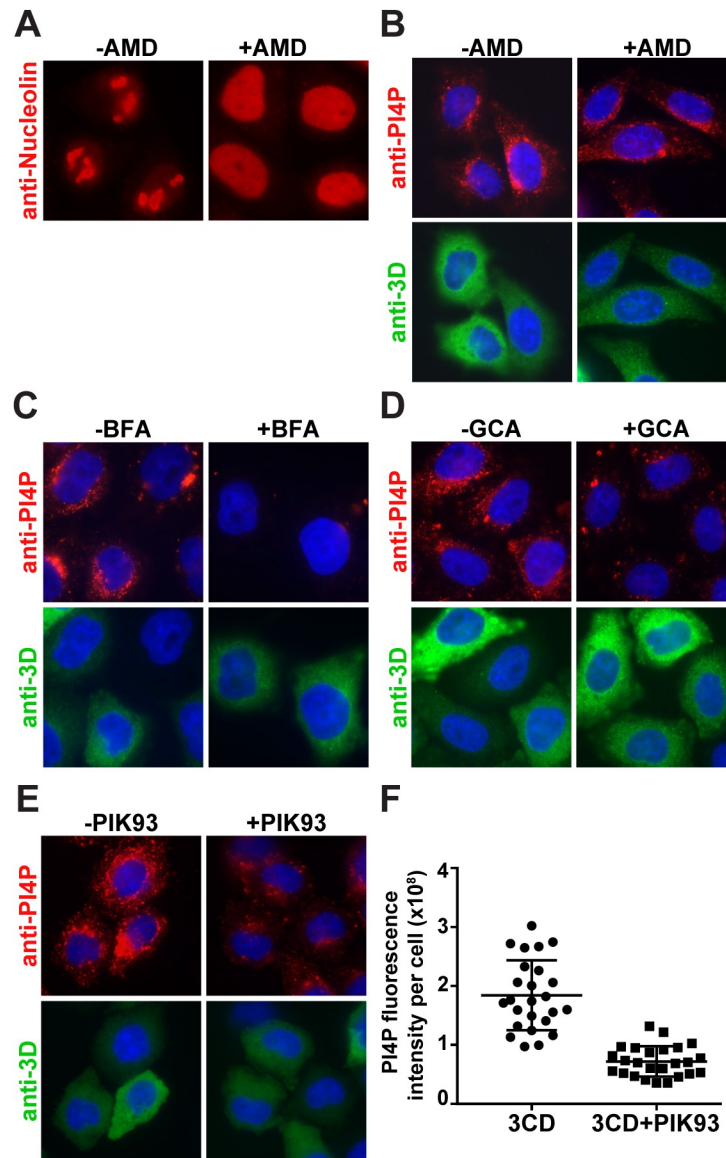 A
-AMD +AMD
anti-Nucleolin
B
-AMD +AMD
anti-PI4P
anti-3D
C
-BFA +BFA
anti-PI4P
anti-3D
D
-GCA +GCA
anti-PI4P
anti-3D
E
-PIK93 +PIK93
anti-PI4P
anti-3D
F
PI4P fluorescence
intensity per cell (x10⁸)
4
3
2
1
0
3CD 3CD+PIK93